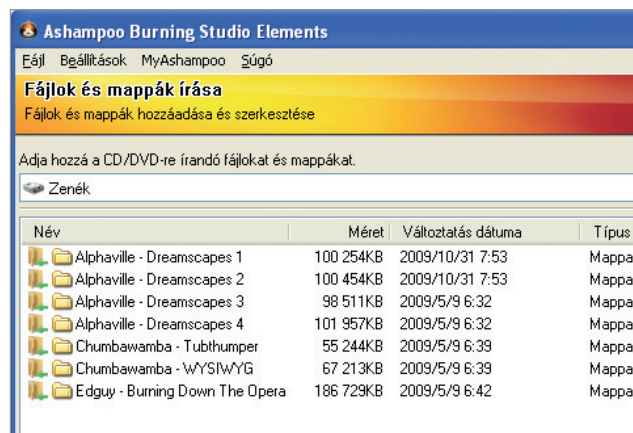 Ashampoo Burning Studio Elements
Fájl Beállítások MyAshampoo Súgó
Fájlok és mappák írása
Fájlok és mappák hozzáadása és szerkesztése
Adja hozzá a CD/DVD-re írandó fájlokat és mappákat.
Zenék
Név Méret Változtatás dátuma Típus
Alphaville - Dreamscapes 1 100 254KB 2009/10/31 7:53 Mappa
Alphaville - Dreamscapes 2 100 454KB 2009/10/31 7:53 Mappa
Alphaville - Dreamscapes 3 98 511KB 2009/5/9 6:32 Mappa
Alphaville - Dreamscapes 4 101 957KB 2009/5/9 6:32 Mappa
Chumbawamba - Tubthumper 55 244KB 2009/5/9 6:39 Mappa
Chumbawamba - WYSIWYG 67 213KB 2009/5/9 6:39 Mappa
Edguy - Burning Down The Opera 186 729KB 2009/5/9 6:42 Mappa